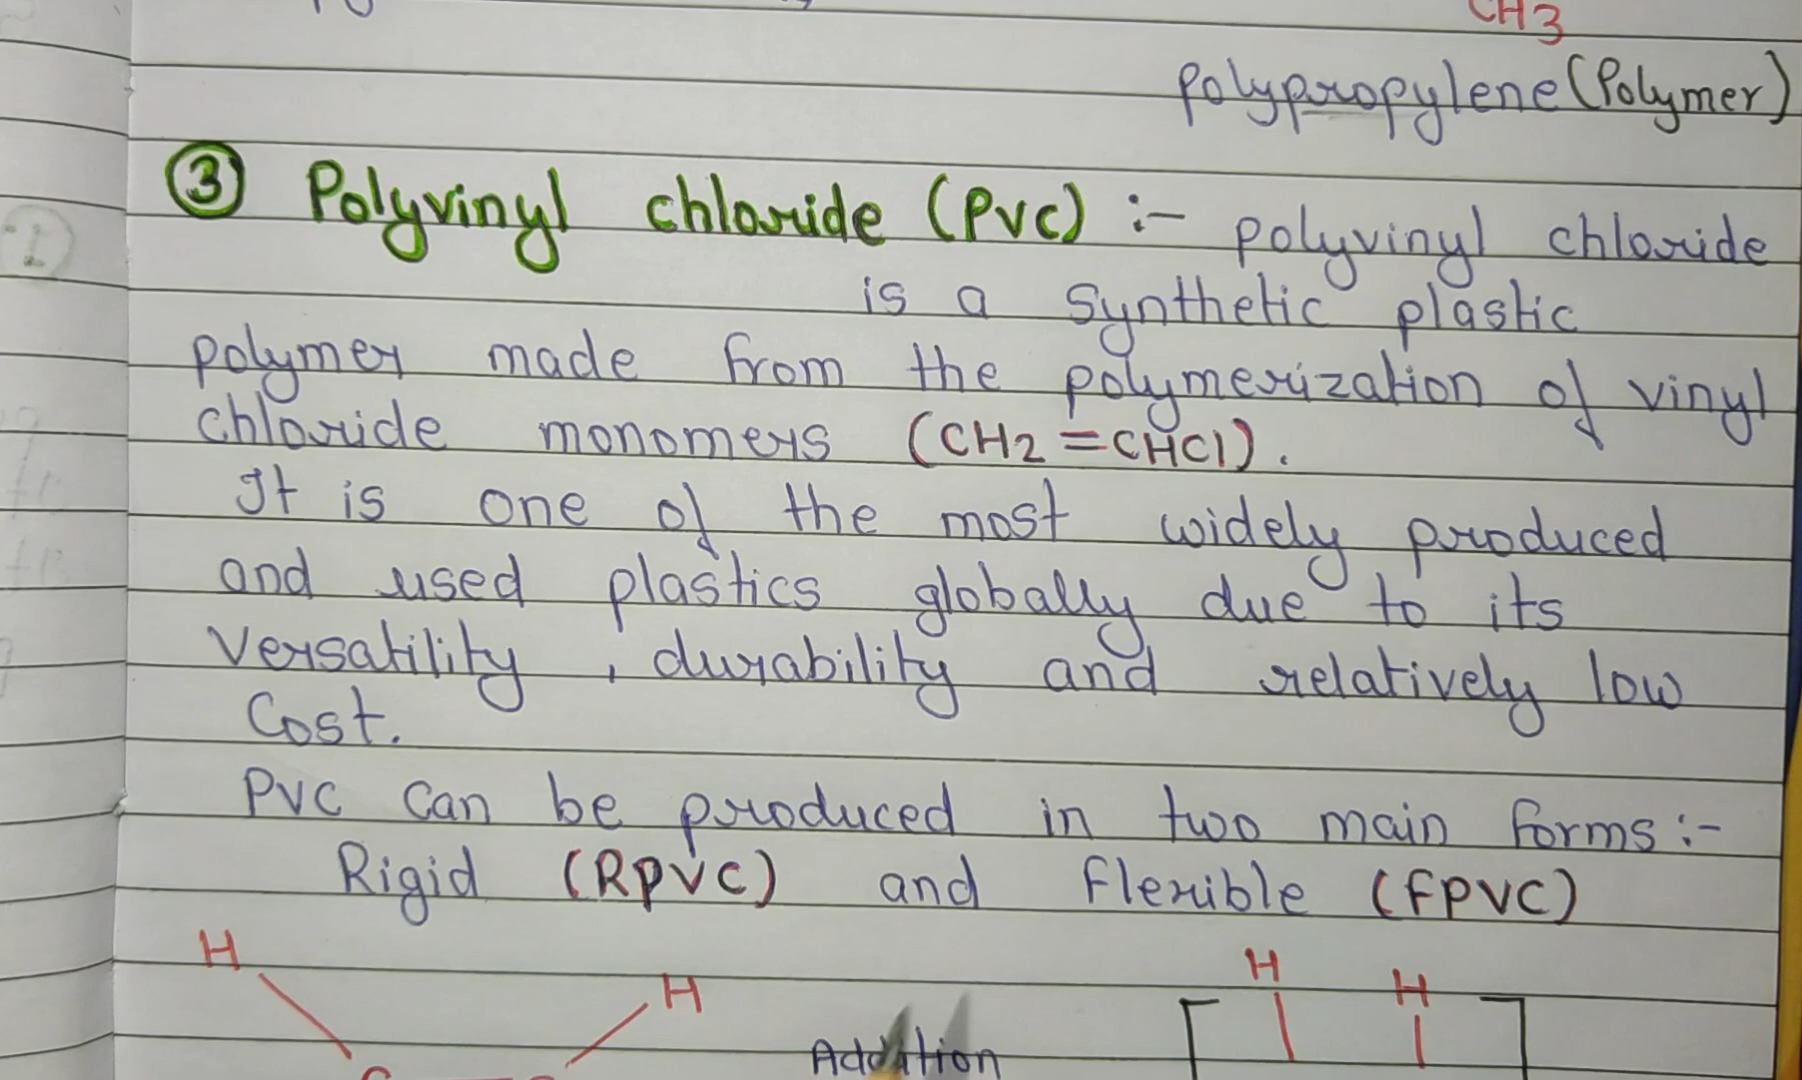 CH3
Polypropylene (Polymer)
③ Polyvinyl chloride (PVC) :- polyvinyl chloride
is a synthetic plastic
polymer made from the polymerization of vinyl
chloride monomers (CH2=CHCl).
It is one of the most widely produced
and used plastics globally due to its
versatility, durability and relatively low
cost.
PVC can be produced in two main forms :-
Rigid (RPVC) and Flexible (FPVC)
H H H H
Addition